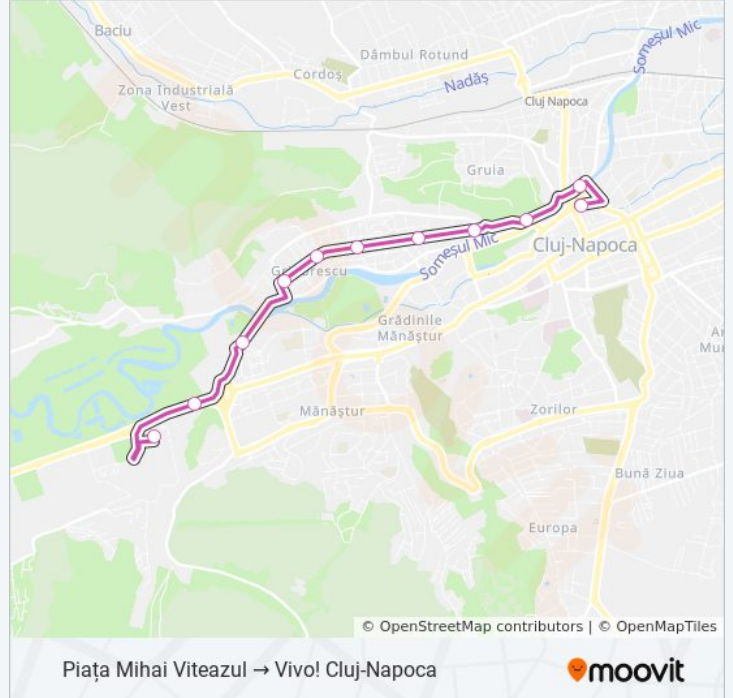 Baciu
Dâmbul Rotund
Someșul Mic
Cordoș
Nadăș
Zona Industrială
Vest
Cluj Napoca
Gruia
Cluj-Napoca
Someșul Mic
Grădinile
Mănăștur
Mănăștur
Zorilor
Bună Ziua
Europa
© OpenStreetMap contributors | © OpenMapTiles
Piața Mihai Viteazul → Vivo! Cluj-Napoca
moovit